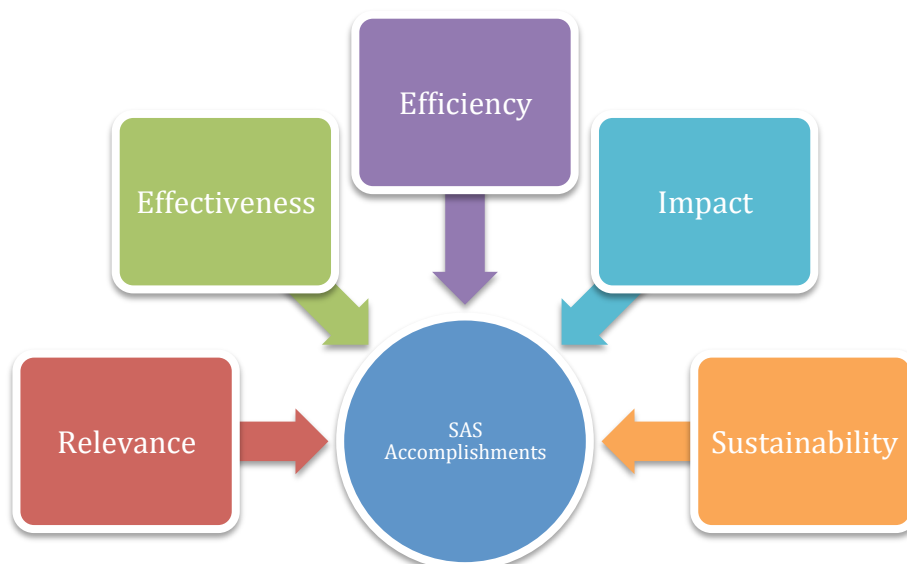 Efficiency
Effectiveness
Impact
Relevance
SAS
Accomplishments
Sustainability